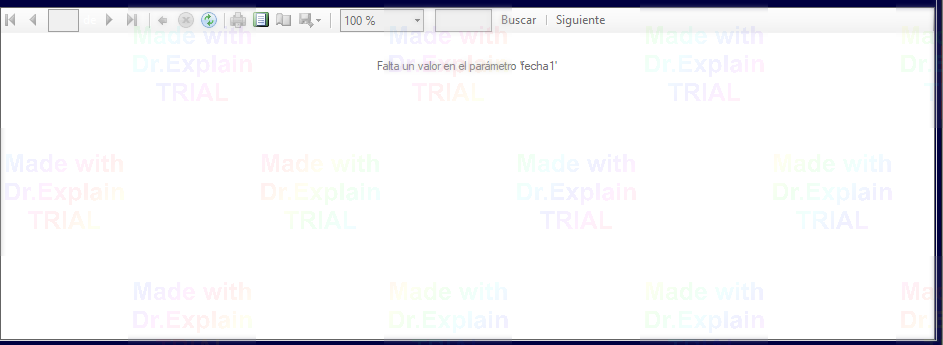 100 %
Buscar | Siguiente
Made with Made with Made with
Dr.Explain Dr.Explain Dr.Explain
Falta un valor en el parámetro 'fecha1'
TRIAL TRIAL TRIAL
Made with Made with Made with Made with
Dr.Explain Dr.Explain Dr.Explain Dr.Explain
TRIAL TRIAL TRIAL TRIAL
Made with Made with Made with Ma
Dr.Explain Dr.Explain Dr.Explain Dr.